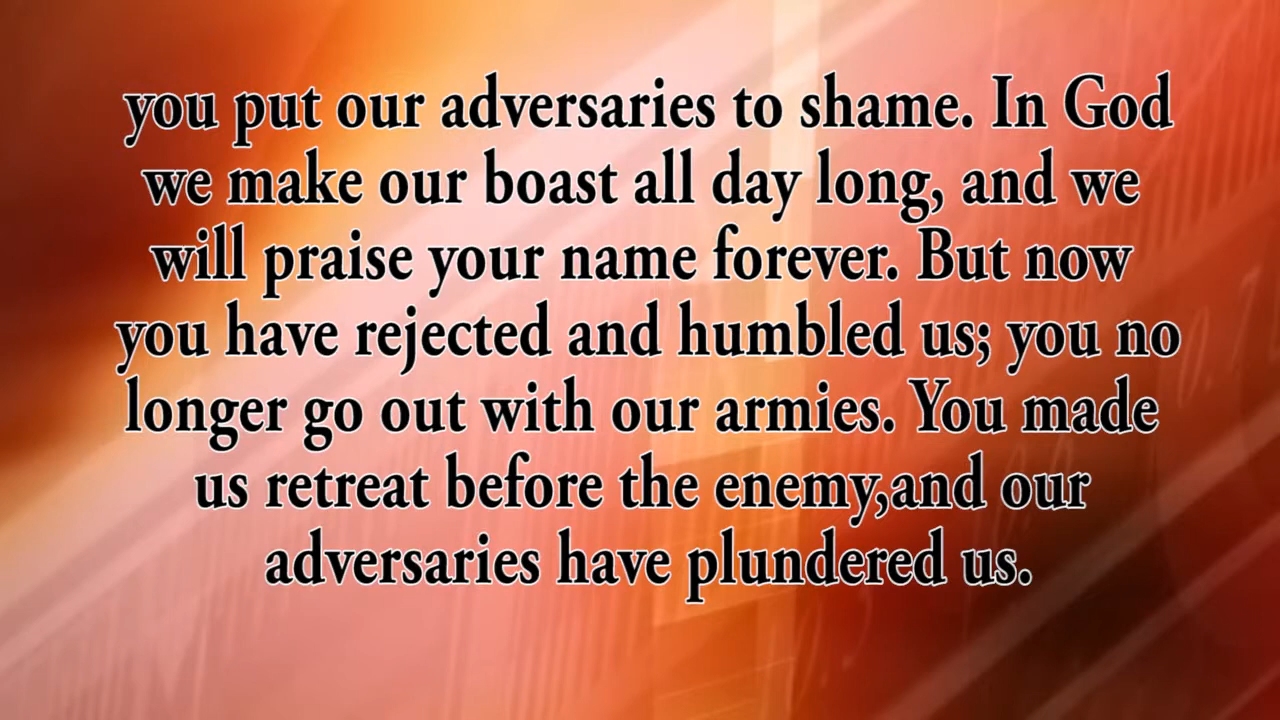 you put our adversaries to shame. In God
we make our boast all day long, and we
will praise your name forever. But now
you have rejected and humbled us; you no
longer go out with our armies. You made
us retreat before the enemy,and our
adversaries have plundered us.